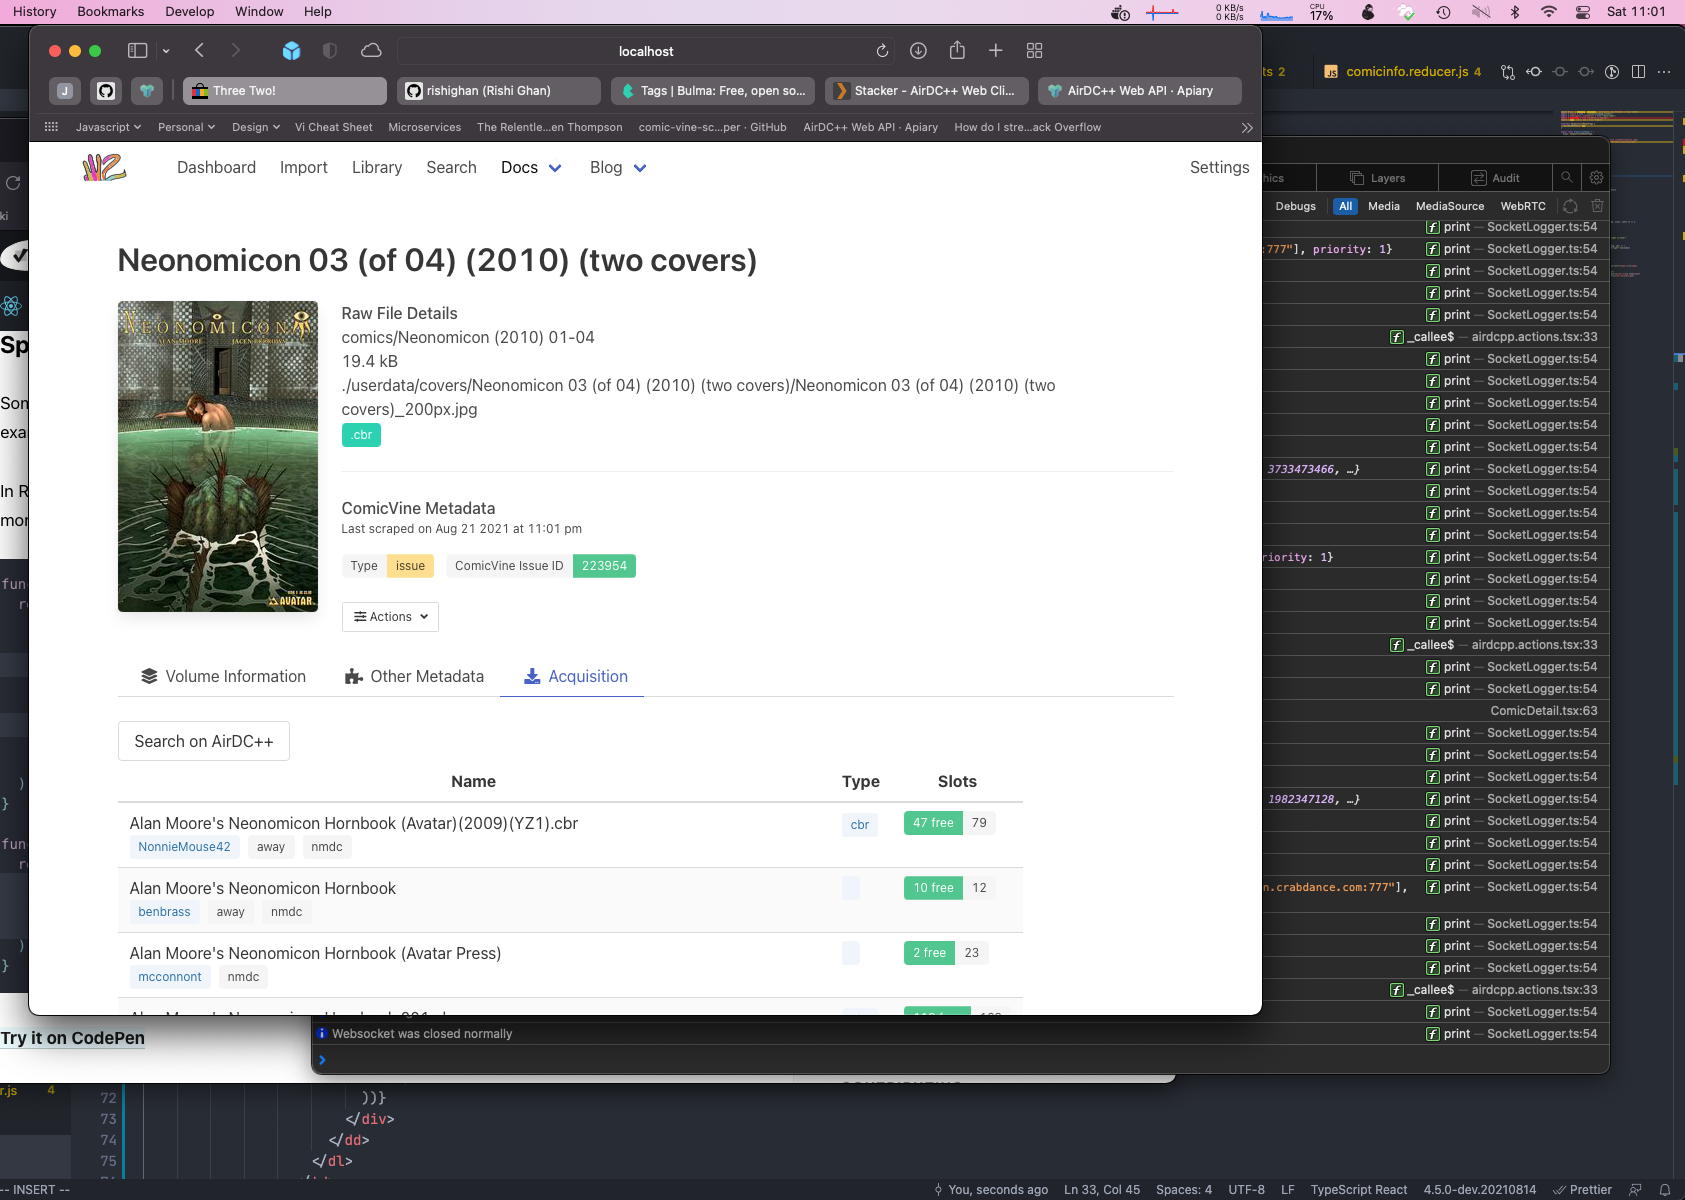 History Bookmarks Develop Window Help
0 KB/s
0 KB/s
CPU
17%
Sat 11:01
localhost
J
Three Two!
rishighan (Rishi Ghan)
Tags | Bulma: Free, open so...
Stacker - AirDC++ Web Cli...
AirDC++ Web API · Apiary
Javascript Personal Design Vi Cheat Sheet Microservices The Relentle...en Thompson comic-vine-sc...per · GitHub AirDC++ Web API · Apiary How do I stre...ack Overflow
Dashboard Import Library Search Docs Blog Settings
Neonomicon 03 (of 04) (2010) (two covers)
NEONOMICON
ALAN MOORE
AVATAR
Raw File Details
comics/Neonomicon (2010) 01-04
19.4 kB
./userdata/covers/Neonomicon 03 (of 04) (2010) (two covers)/Neonomicon 03 (of 04) (2010) (two
covers)_200px.jpg
.cbr
ComicVine Metadata
Last scraped on Aug 21 2021 at 11:01 pm
Type issue ComicVine Issue ID 223954
Actions
Volume Information Other Metadata Acquisition
Search on AirDC++
Name Type Slots
Alan Moore's Neonomicon Hornbook (Avatar)(2009)(YZ1).cbr cbr 47 free 79
NonnieMouse42 away nmdc
Alan Moore's Neonomicon Hornbook 10 free 12
benbrass away nmdc
Alan Moore's Neonomicon Hornbook (Avatar Press) 2 free 23
mcconnont nmdc
ts 2
JS comicinfo.reducer.js 4
hics Layers Audit
Debugs All Media MediaSource WebRTC
f print — SocketLogger.ts:54
:777"], priority: 1} f print — SocketLogger.ts:54
f print — SocketLogger.ts:54
f print — SocketLogger.ts:54
f print — SocketLogger.ts:54
f _callee$ — airdcpp.actions.tsx:33
f print — SocketLogger.ts:54
f print — SocketLogger.ts:54
f print — SocketLogger.ts:54
f print — SocketLogger.ts:54
f print — SocketLogger.ts:54
3733473466, …} f print — SocketLogger.ts:54
f print — SocketLogger.ts:54
f print — SocketLogger.ts:54
f print — SocketLogger.ts:54
riority: 1} f print — SocketLogger.ts:54
f print — SocketLogger.ts:54
f print — SocketLogger.ts:54
f print — SocketLogger.ts:54
f _callee$ — airdcpp.actions.tsx:33
f print — SocketLogger.ts:54
f print — SocketLogger.ts:54
ComicDetail.tsx:63
f print — SocketLogger.ts:54
f print — SocketLogger.ts:54
f print — SocketLogger.ts:54
1982347128, …} f print — SocketLogger.ts:54
f print — SocketLogger.ts:54
f print — SocketLogger.ts:54
f print — SocketLogger.ts:54
n.crabdance.com:777"], f print — SocketLogger.ts:54
f print — SocketLogger.ts:54
f print — SocketLogger.ts:54
f print — SocketLogger.ts:54
f _callee$ — airdcpp.actions.tsx:33
f print — SocketLogger.ts:54
Websocket was closed normally f print — SocketLogger.ts:54
ki
Sp
Son
exa
In R
mor
fun
re
)
}
fun
re
)
}
Try it on CodePen
r.js 4
72 ))}
73 </div>
74 </dd>
75 </dl>
-- INSERT --
You, seconds ago Ln 33, Col 45 Spaces: 4 UTF-8 LF TypeScript React 4.5.0-dev.20210814 Prettier